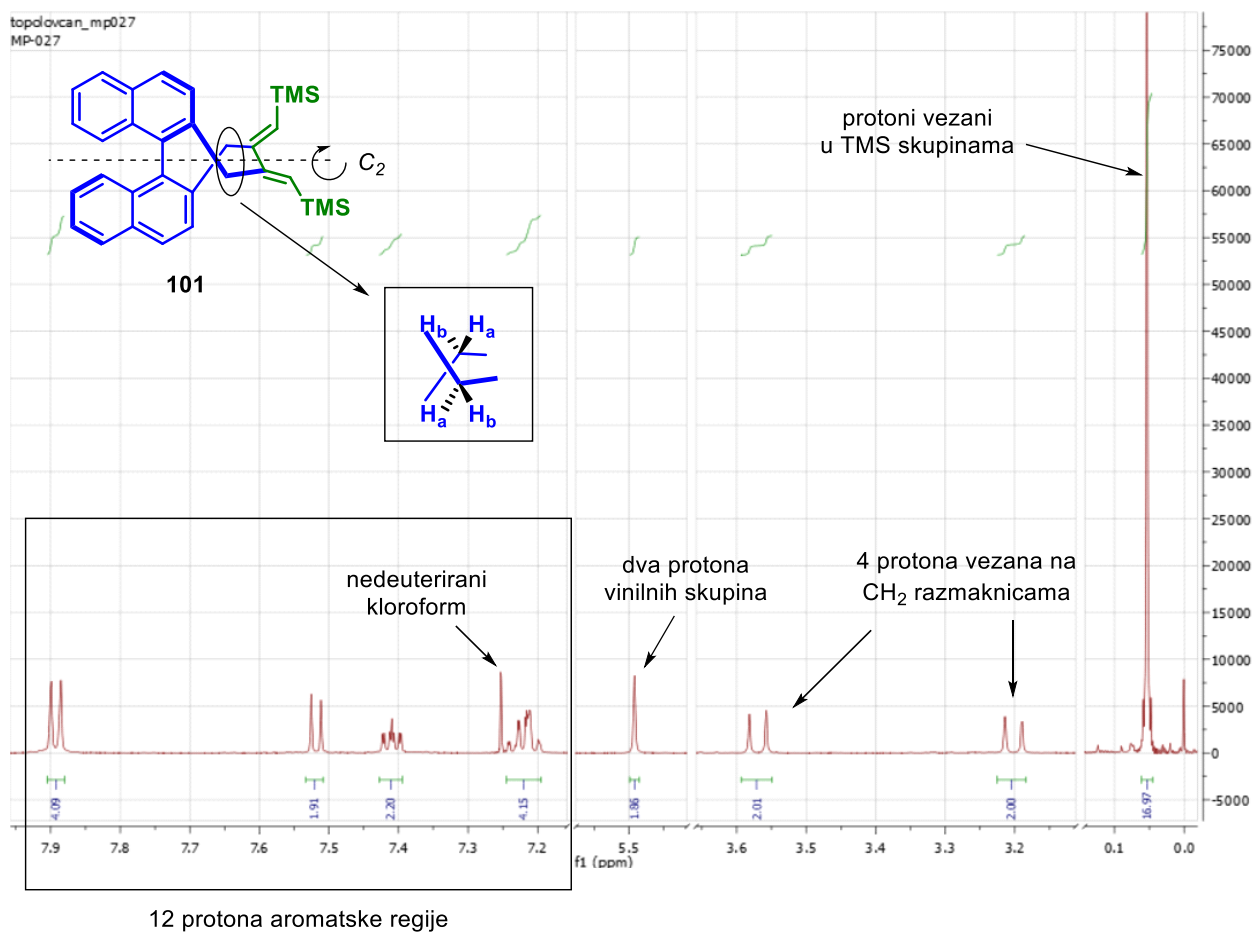 topolovcan_mp027
MP-027
TMS
C2
TMS
101
protoni vezani
u TMS skupinama
Hb Ha
Ha Hb
nedeuterirani
kloroform
dva protona
vinilnih skupina
4 protona vezana na
CH2 razmaknicama
75000
70000
65000
60000
55000
50000
45000
40000
35000
30000
25000
20000
15000
10000
5000
0
-5000
4.09
1.91
2.20
4.15
1.86
2.01
2.00
16.97
7.9 7.8 7.7 7.6 7.5 7.4 7.3 7.2 5.5 3.6 3.5 3.4 3.3 3.2 0.1 0.0
f1 (ppm)
12 protona aromatske regije